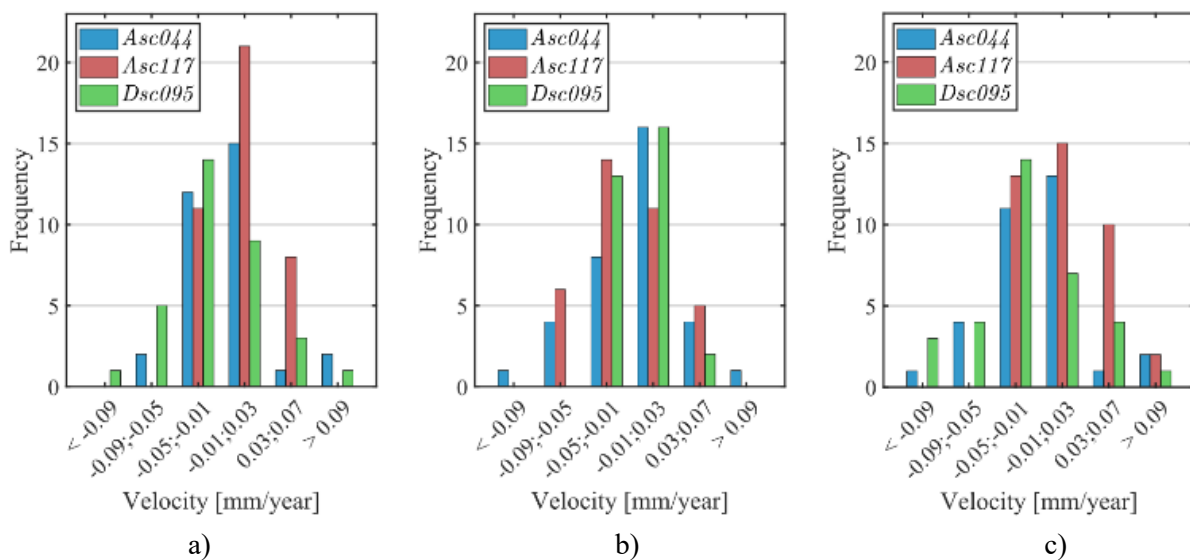 Asc044
Asc117
Dsc095
20
15
10
5
0
Frequency
< -0.09
-0.09;-0.05
-0.05;-0.01
-0.01;0.03
0.03;0.07
> 0.09
Velocity [mm/year]
a)
Asc044
Asc117
Dsc095
20
15
10
5
0
Frequency
< -0.09
-0.09;-0.05
-0.05;-0.01
-0.01;0.03
0.03;0.07
> 0.09
Velocity [mm/year]
b)
Asc044
Asc117
Dsc095
20
15
10
5
0
Frequency
< -0.09
-0.09;-0.05
-0.05;-0.01
-0.01;0.03
0.03;0.07
> 0.09
Velocity [mm/year]
c)